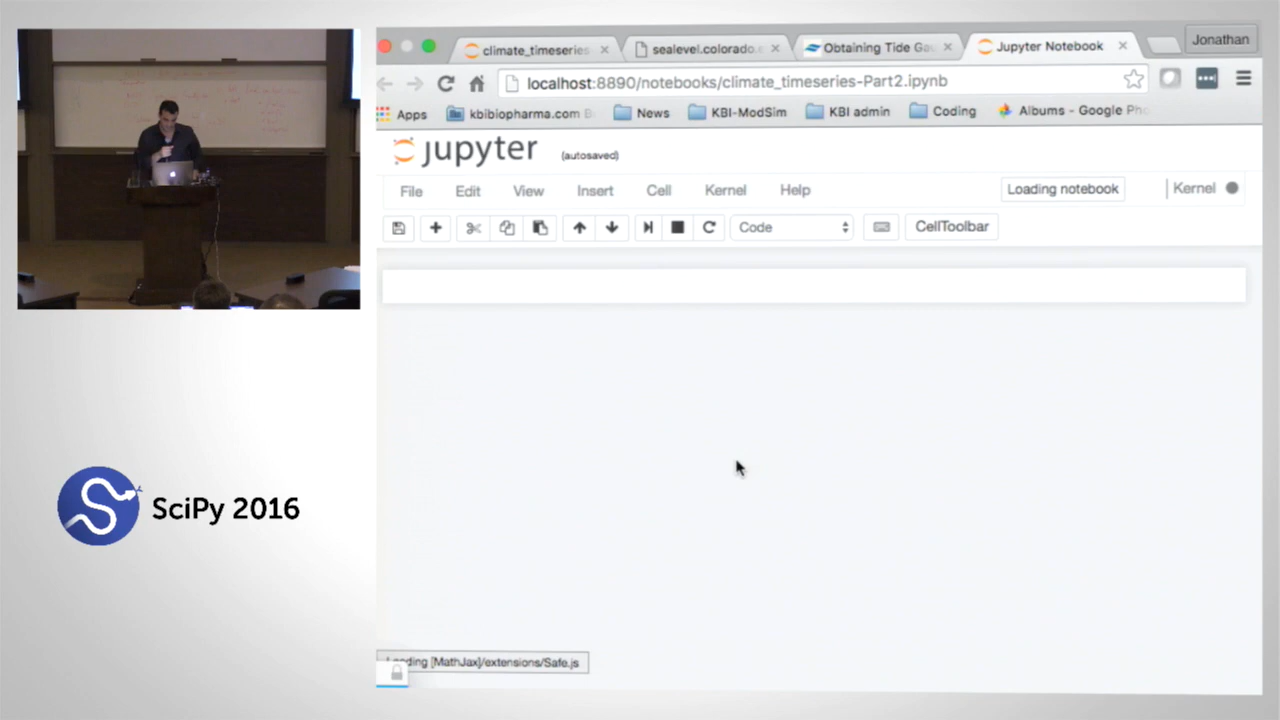 climate_timeseries
sealevel.colorado.e
Obtaining Tide Gau
Jupyter Notebook
Jonathan
localhost:8890/notebooks/climate_timeseries-Part2.ipynb
Apps
kbibiopharma.com B
News
KBI-ModSim
KBI admin
Coding
Albums - Google Pho
jupyter
(autosaved)
File Edit View Insert Cell Kernel Help
Loading notebook
Kernel
Code
CellToolbar
SciPy 2016
Loading [MathJax]/extensions/Safe.js